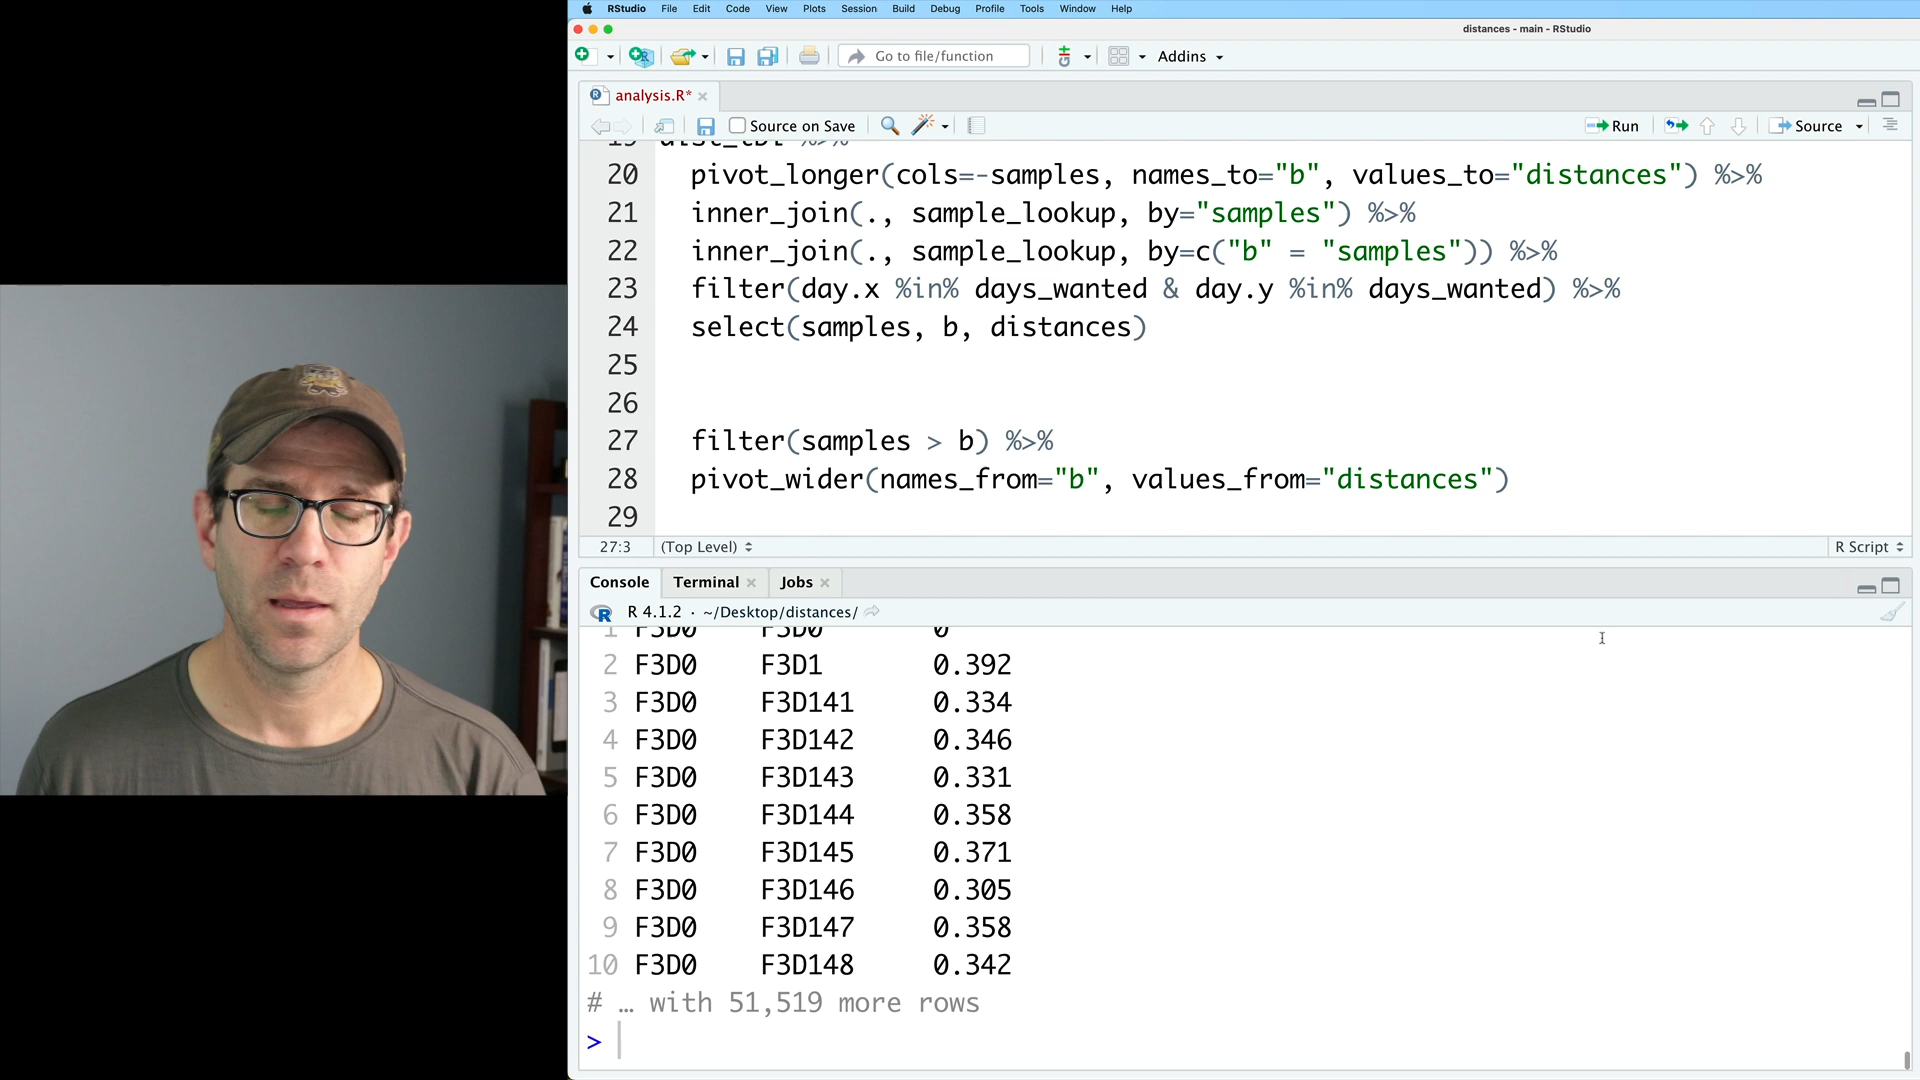 RStudio File Edit Code View Plots Session Build Debug Profile Tools Window Help
distances - main - RStudio
Go to file/function Addins
analysis.R*
Source on Save Run Source
19 dist_tbl %>%
20 pivot_longer(cols=-samples, names_to="b", values_to="distances") %>%
21 inner_join(., sample_lookup, by="samples") %>%
22 inner_join(., sample_lookup, by=c("b" = "samples")) %>%
23 filter(day.x %in% days_wanted & day.y %in% days_wanted) %>%
24 select(samples, b, distances)
25
26
27 filter(samples > b) %>%
28 pivot_wider(names_from="b", values_from="distances")
29
27:3 (Top Level) R Script
Console Terminal Jobs
R 4.1.2 · ~/Desktop/distances/
1 F3D0 F3D0 0
2 F3D0 F3D1 0.392
3 F3D0 F3D141 0.334
4 F3D0 F3D142 0.346
5 F3D0 F3D143 0.331
6 F3D0 F3D144 0.358
7 F3D0 F3D145 0.371
8 F3D0 F3D146 0.305
9 F3D0 F3D147 0.358
10 F3D0 F3D148 0.342
# … with 51,519 more rows
>